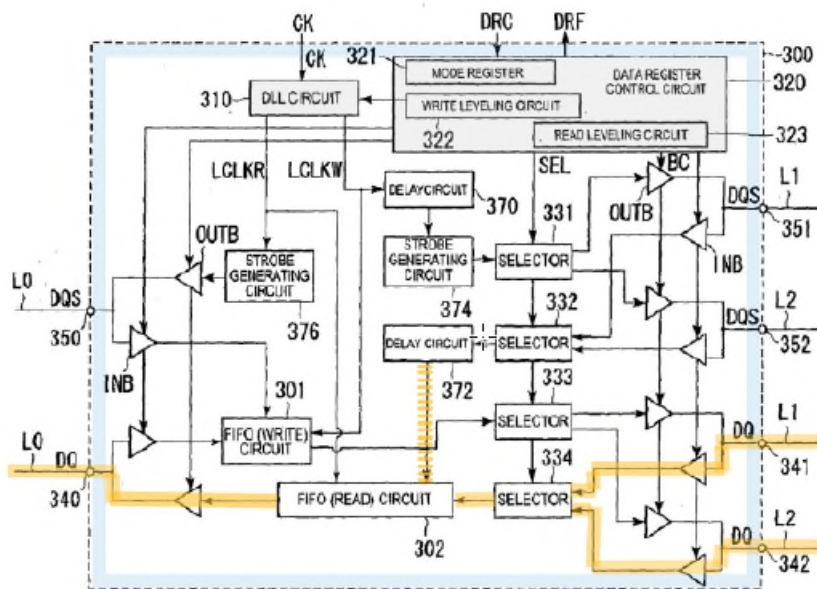 CK DRC DRF
CK 321 300
MODE REGISTER DATA REGISTER CONTROL CIRCUIT 320
310 DLL CIRCUIT WRITE LEVELING CIRCUIT
322 READ LEVELING CIRCUIT 323
LCLKR LCLKW SEL BC L1
DELAY CIRCUIT 370 331 OUTB DQS
351
OUTB STROBE GENERATING CIRCUIT SELECTOR INB
L0 STROBE GENERATING CIRCUIT 374 332 L2
DQS 376 DQS
350 DELAY CIRCUIT SELECTOR 352
INB 301 372 333
FIFO (WRITE) CIRCUIT SELECTOR L1
L0 DQ 334 DQ
340 FIFO (READ) CIRCUIT SELECTOR 341
302 L2
DQ
342